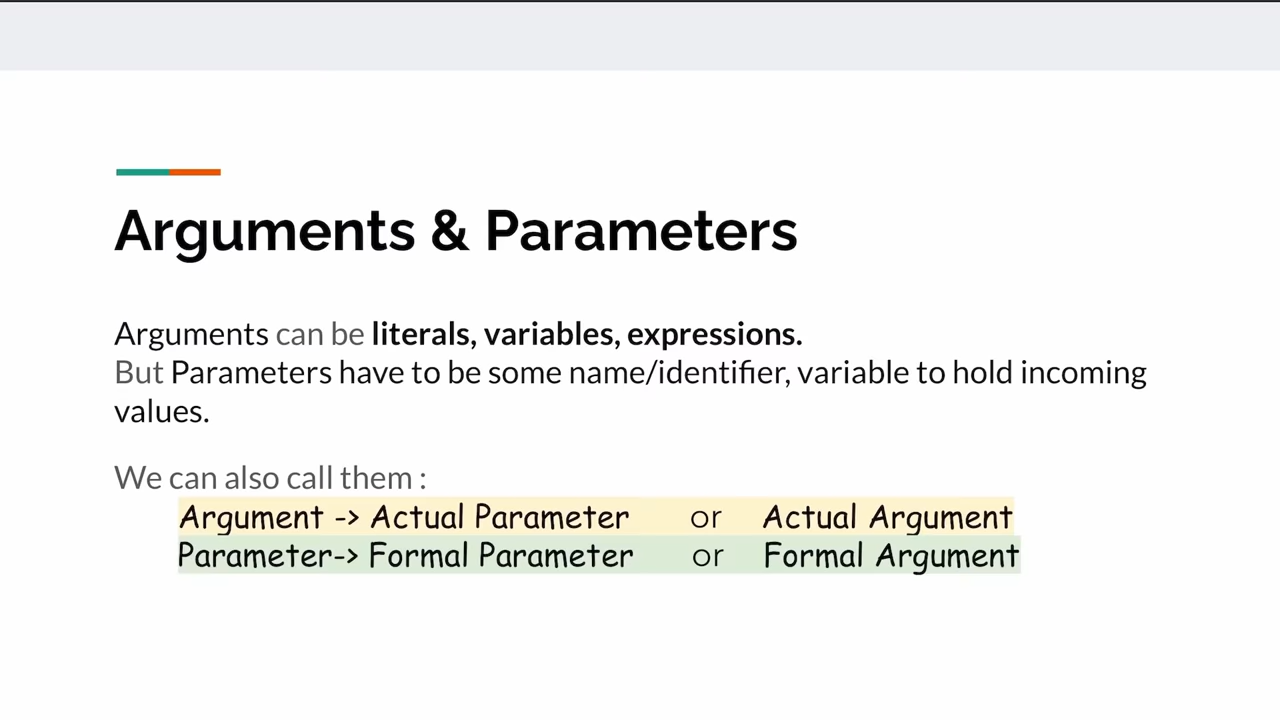 Arguments & Parameters
Arguments can be literals, variables, expressions.
But Parameters have to be some name/identifier, variable to hold incoming
values.
We can also call them :
Argument -> Actual Parameter or Actual Argument
Parameter-> Formal Parameter or Formal Argument